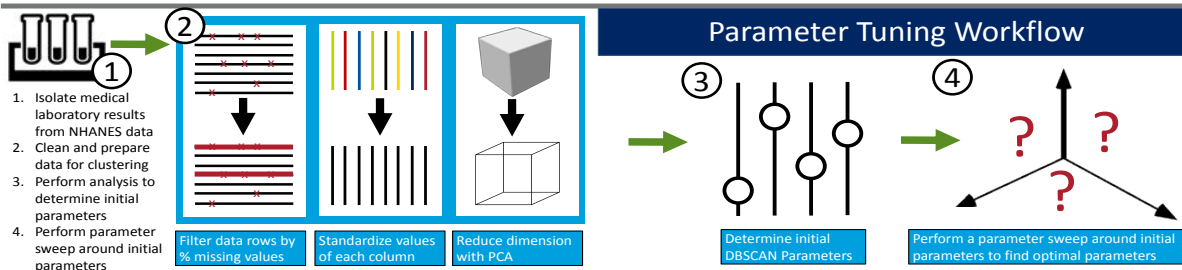 Parameter Tuning Workflow
1
2
3
4
1. Isolate medical
laboratory results
from NHANES data
2. Clean and prepare
data for clustering
3. Perform analysis to
determine initial
parameters
4. Perform parameter
sweep around initial
parameters
x x x
x x x x
x
x
x x x
x x x x
x
x
? ?
?
Filter data rows by
% missing values
Standardize values
of each column
Reduce dimension
with PCA
Determine initial
DBSCAN Parameters
Perform a parameter sweep around initial
parameters to find optimal parameters